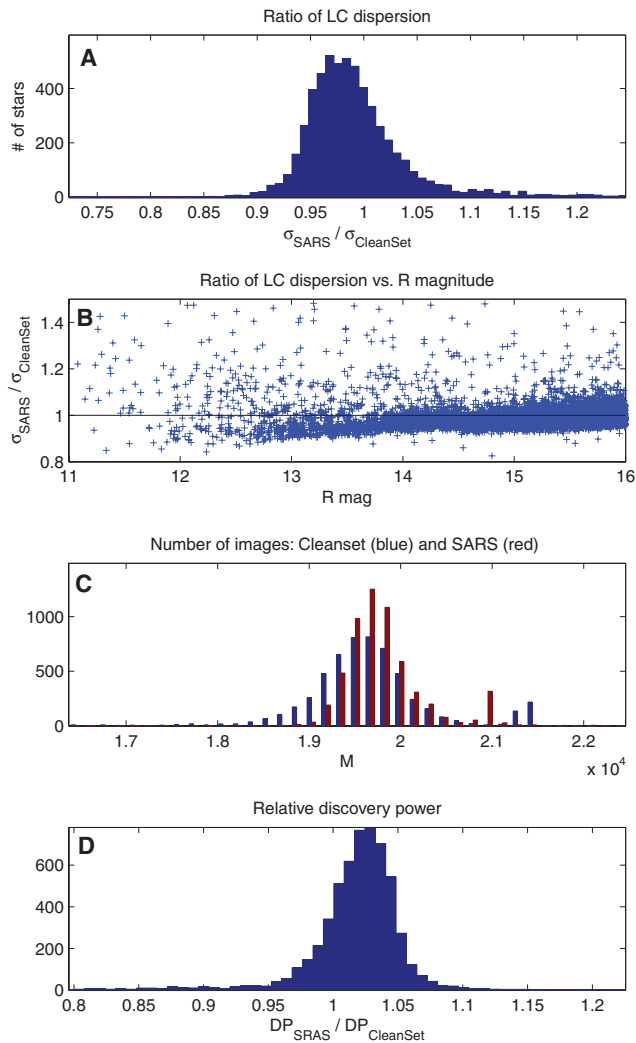 Ratio of LC dispersion
A
# of stars
400
200
0
0.75 0.8 0.85 0.9 0.95 1 1.05 1.1 1.15 1.2
σSARS / σCleanSet
Ratio of LC dispersion vs. R magnitude
B
σSARS / σCleanSet
1.4
1.2
1
0.8
11 12 13 14 15 16
R mag
Number of images: Cleanset (blue) and SARS (red)
C
1000
500
0
1.7 1.8 1.9 2 2.1 2.2
M
x 10^4
Relative discovery power
D
600
400
200
0
0.8 0.85 0.9 0.95 1 1.05 1.1 1.15 1.2
DPSRAS / DPCleanSet